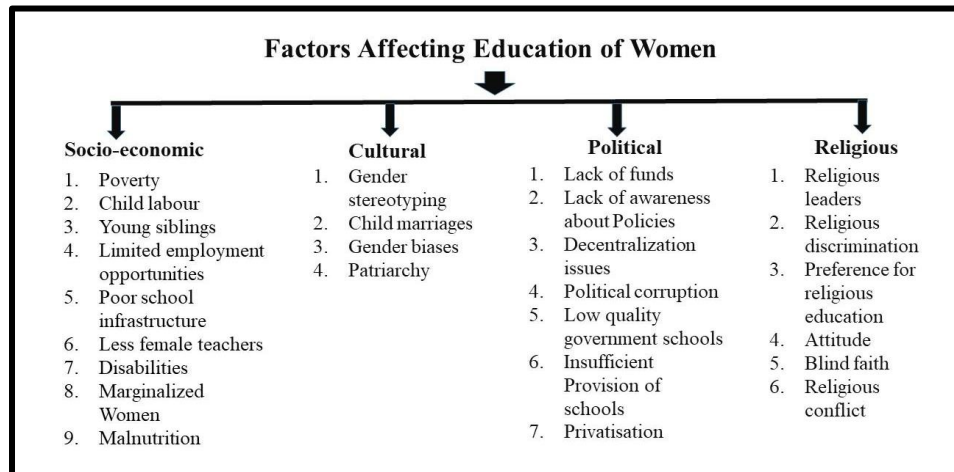 Factors Affecting Education of Women
Socio-economic
1. Poverty
2. Child labour
3. Young siblings
4. Limited employment
opportunities
5. Poor school
infrastructure
6. Less female teachers
7. Disabilities
8. Marginalized
Women
9. Malnutrition
Cultural
1. Gender
stereotyping
2. Child marriages
3. Gender biases
4. Patriarchy
Political
1. Lack of funds
2. Lack of awareness
about Policies
3. Decentralization
issues
4. Political corruption
5. Low quality
government schools
6. Insufficient
Provision of
schools
7. Privatisation
Religious
1. Religious
leaders
2. Religious
discrimination
3. Preference for
religious
education
4. Attitude
5. Blind faith
6. Religious
conflict